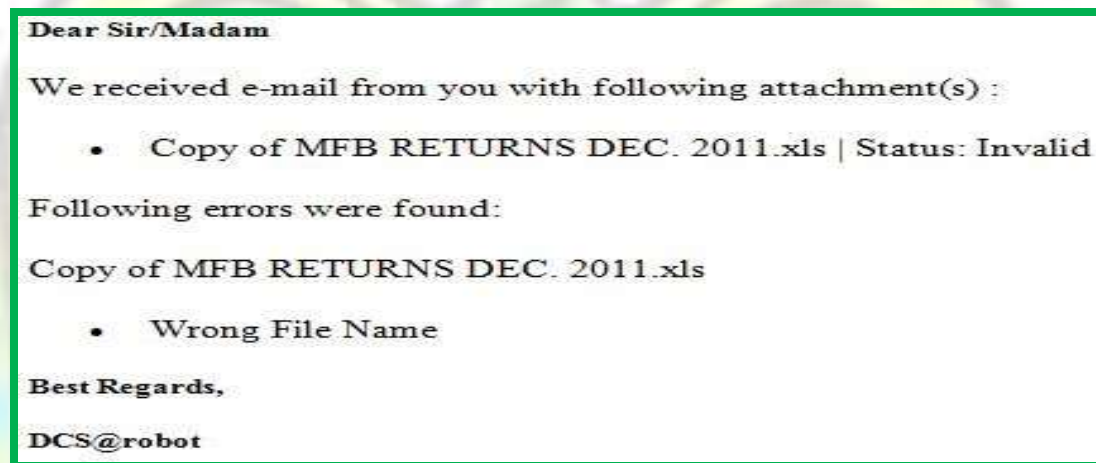 Dear Sir/Madam
We received e-mail from you with following attachment(s) :
• Copy of MFB RETURNS DEC. 2011.xls | Status: Invalid
Following errors were found:
Copy of MFB RETURNS DEC. 2011.xls
• Wrong File Name
Best Regards,
DCS@robot